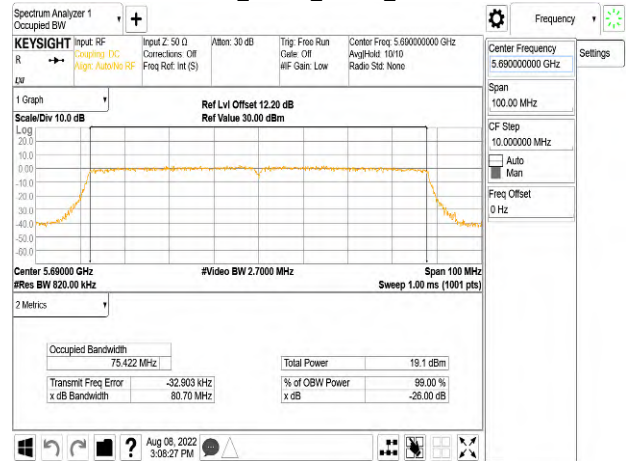 Spectrum Analyzer 1
Occupied BW
Frequency
KEYSIGHT
R
Input: RF
Coupling: DC
Align: Auto/No RF
Input Z: 50 Ω
Corrections: Off
Freq Ref: Int (S)
Atten: 30 dB
Trig: Free Run
Gate: Off
#IF Gain: Low
Center Freq: 5.690000000 GHz
Avg|Hold: 10/10
Radio Std: None
Center Frequency
5.690000000 GHz
Settings
Span
100.00 MHz
CF Step
10.000000 MHz
Auto
Man
Freq Offset
0 Hz
1 Graph
Scale/Div 10.0 dB
Ref Lvl Offset 12.20 dB
Ref Value 30.00 dBm
Log
20.0
10.0
0.00
-10.0
-20.0
-30.0
-40.0
-50.0
-60.0
Center 5.69000 GHz
#Video BW 2.7000 MHz
Span 100 MHz
#Res BW 820.00 kHz
Sweep 1.00 ms (1001 pts)
2 Metrics
Occupied Bandwidth
75.422 MHz
Total Power 19.1 dBm
Transmit Freq Error -32.903 kHz
% of OBW Power 99.00 %
x dB Bandwidth 80.70 MHz
x dB -26.00 dB
?
Aug 08, 2022
3:08:27 PM